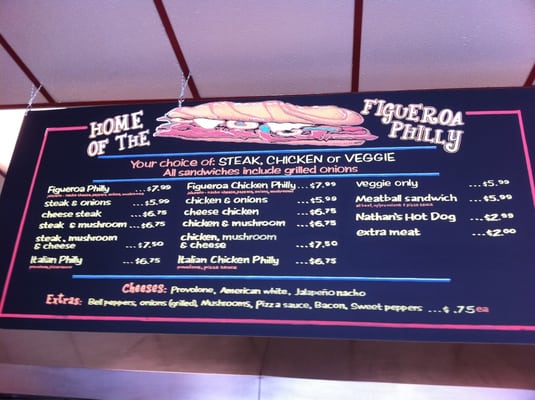 HOME OF THE
FIGUEROA PHILLY
Your choice of: STEAK, CHICKEN or VEGGIE
All sandwiches include grilled onions
Figueroa Philly ....$7.99
steak & onions ....$5.99
cheese steak ....$6.75
steak & mushroom ...$6.75
steak, mushroom
& cheese ...$7.50
Italian Philly ...$6.75
Figueroa Chicken Philly...$7.99
chicken & onions ...$5.99
cheese chicken ...$6.75
chicken & mushroom ...$6.75
chicken, mushroom
& cheese ...$7.50
Italian Chicken Philly ...$6.75
provolone, pizza sauce
Veggie only ...$5.99
Meatball sandwich ....$5.99
Nathan's Hot Dog ...$2.99
extra meat ...$2.00
Cheeses: Provolone, American white, Jalapeño nacho
Extras: Bell peppers, onions (grilled), Mushrooms, Pizza sauce, Bacon, Sweet peppers ...$ .75 ea